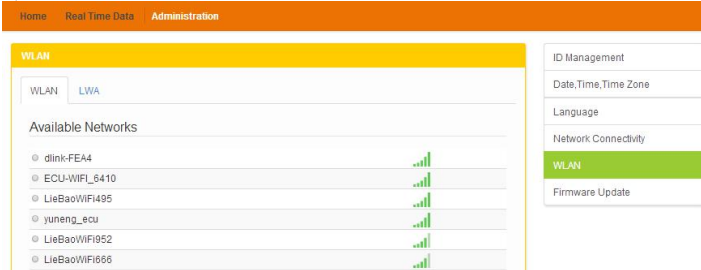 Home Real Time Data Administration
WLAN
WLAN LWA
Available Networks
dlink-FEA4
ECU-WIFI_6410
LieBaoWiFi495
yuneng_ecu
LieBaoWiFi952
LieBaoWiFi666
ID Management
Date,Time,Time Zone
Language
Network Connectivity
WLAN
Firmware Update